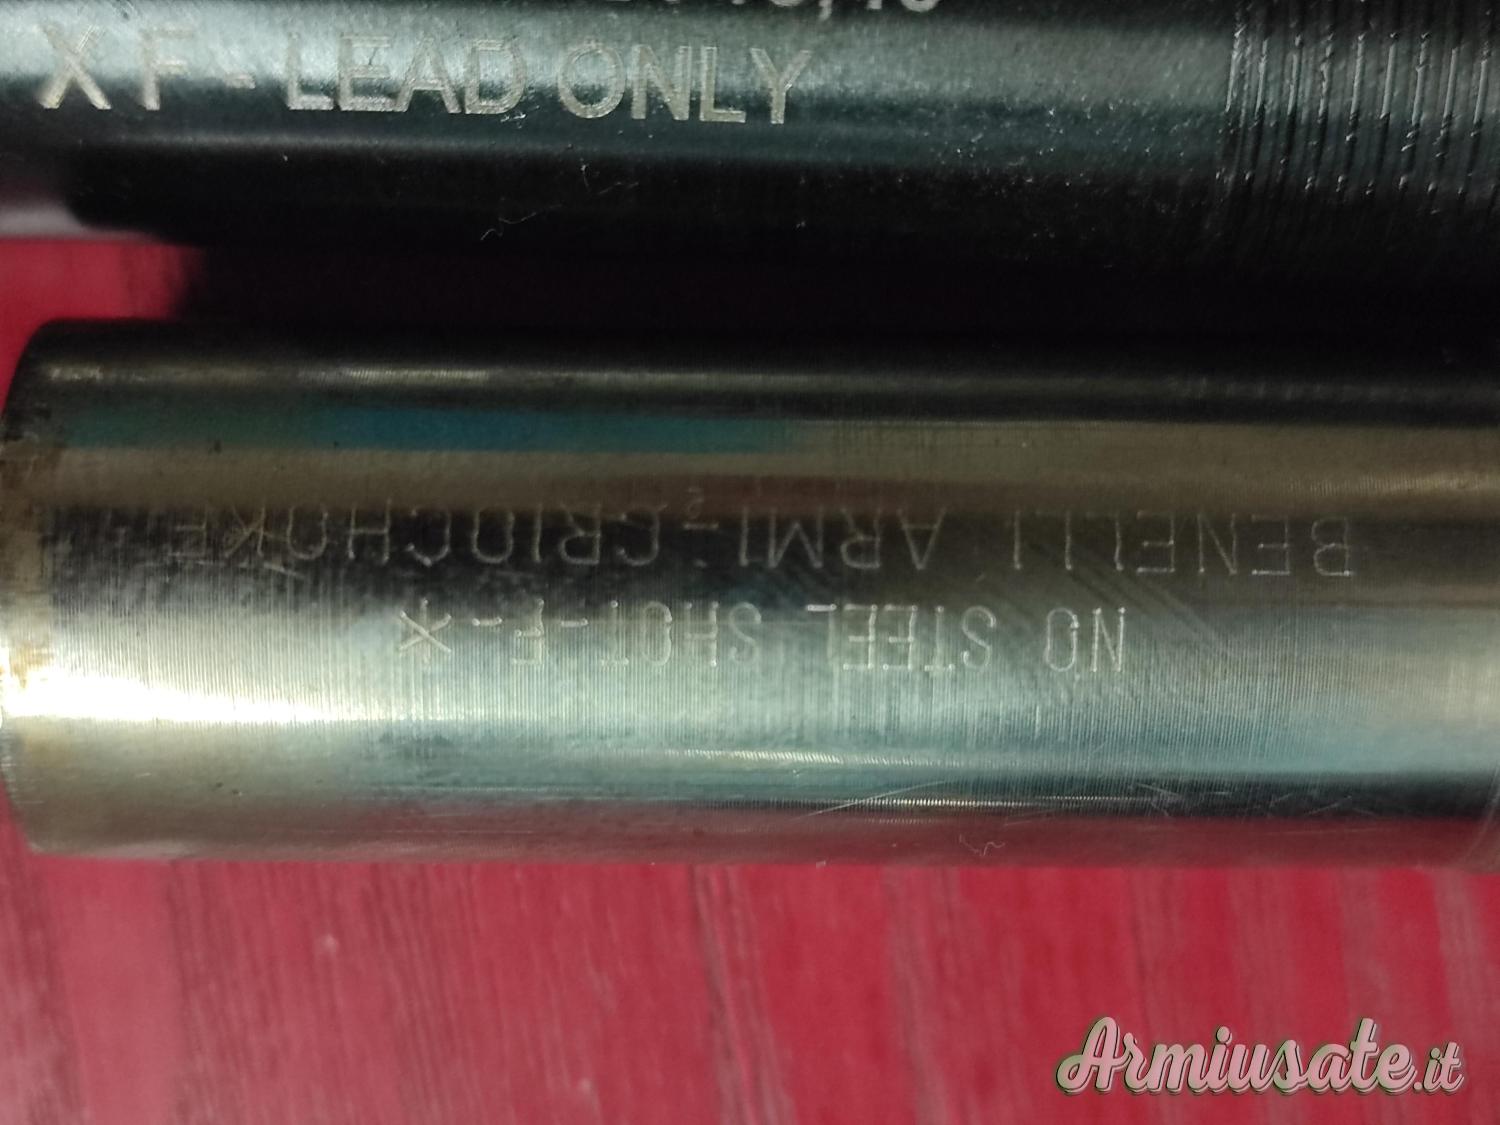 X F - LEAD ONLY
BENELLI ARMI - CRIOCHOKE
NO STEEL SHOT-F-X
Armiusate.it